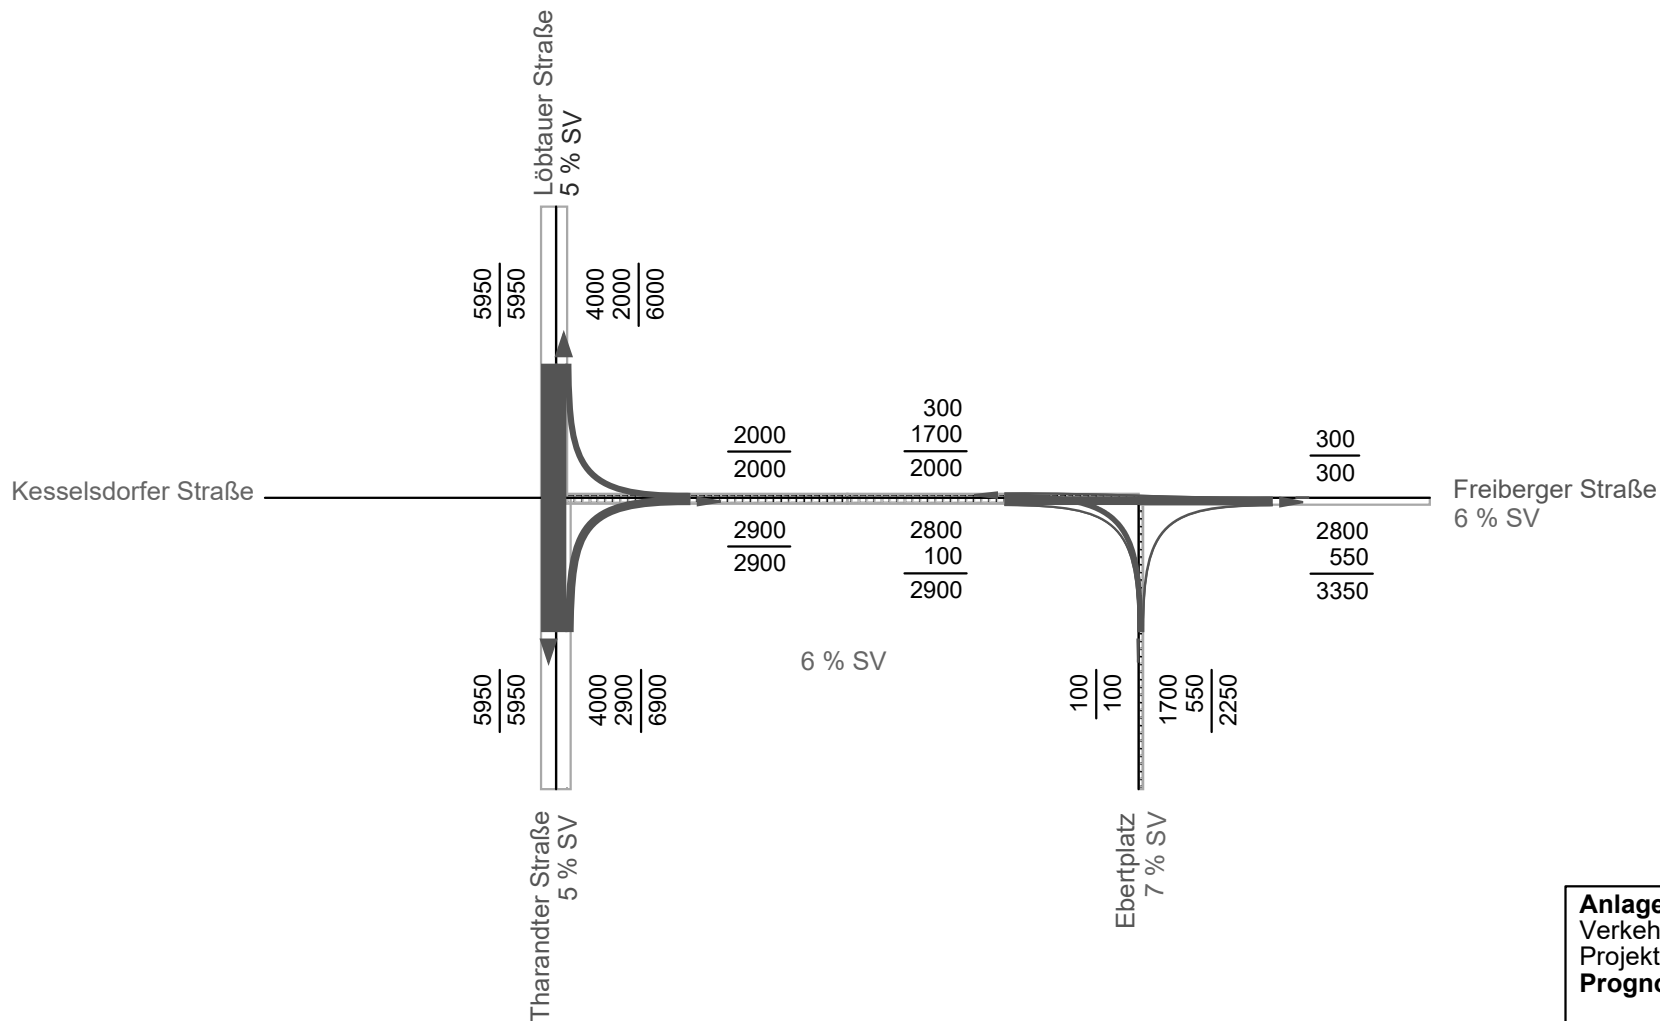 Löbtauer Straße
5 % SV
5950
5950
4000
2000
6000
Kesselsdorfer Straße
2000
2000
300
1700
2000
300
300
Freiberger Straße
6 % SV
2900
2900
2800
100
2900
2800
550
3350
6 % SV
5950
5950
4000
2900
6900
100
100
1700
550
2250
Tharandter Straße
5 % SV
Ebertplatz
7 % SV
Anlage
Verkeh
Projekt
Progno